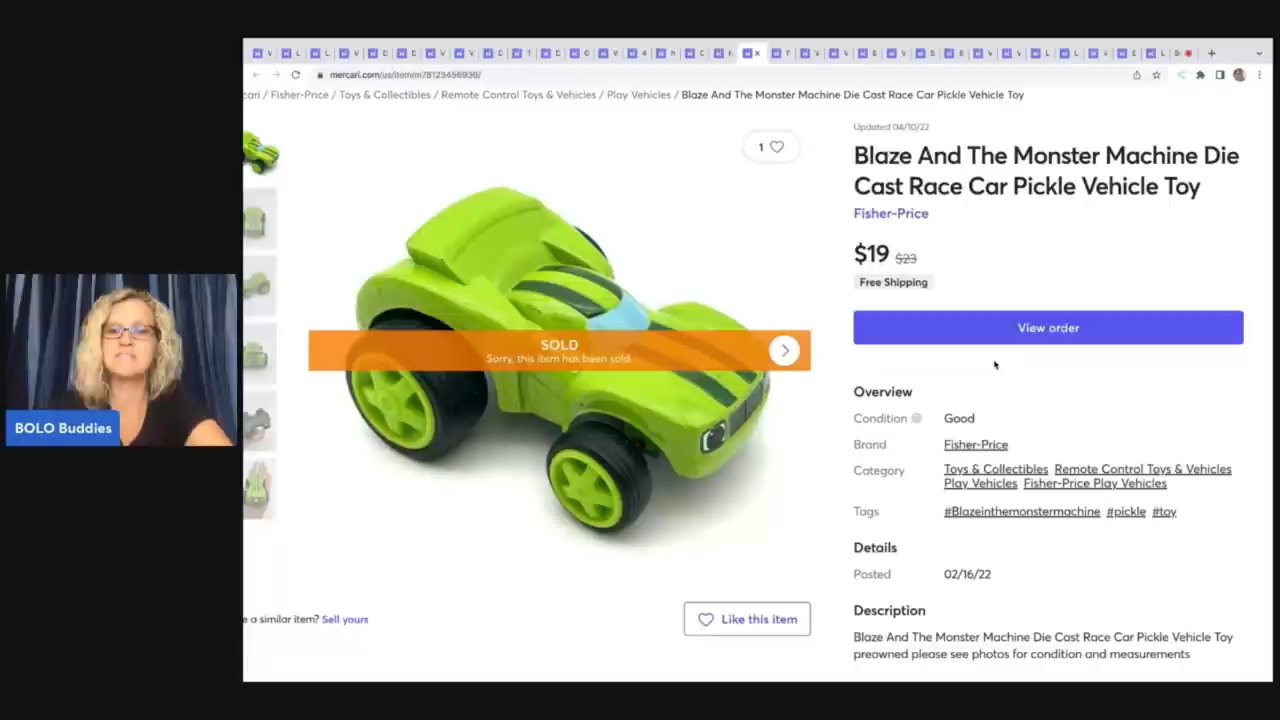 mercari.com/us/item/m78123456936/
cari / Fisher-Price / Toys & Collectibles / Remote Control Toys & Vehicles / Play Vehicles / Blaze And The Monster Machine Die Cast Race Car Pickle Vehicle Toy
Updated 04/10/22
1
Blaze And The Monster Machine Die
Cast Race Car Pickle Vehicle Toy
Fisher-Price
$19 $23
Free Shipping
View order
SOLD
Sorry, this item has been sold.
Overview
Condition Good
Brand Fisher-Price
Category Toys & Collectibles Remote Control Toys & Vehicles
Play Vehicles Fisher-Price Play Vehicles
Tags #Blazeinthemonstermachine #pickle #toy
Details
Posted 02/16/22
Description
Blaze And The Monster Machine Die Cast Race Car Pickle Vehicle Toy
preowned please see photos for condition and measurements
e a similar item? Sell yours
Like this item
BOLO Buddies